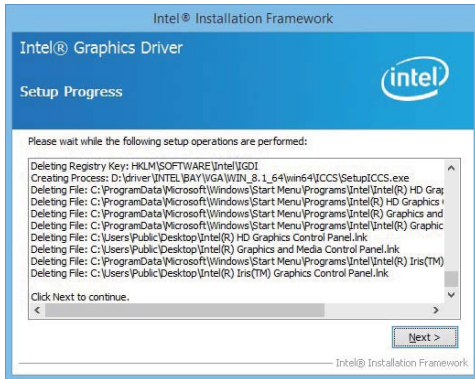 Intel® Installation Framework
Intel® Graphics Driver
Setup Progress
intel
Please wait while the following setup operations are performed:
Deleting Registry Key: HKLM\SOFTWARE\Intel\IGDI
Creating Process: D:\driver\INTEL\BAY\VGA\WIN_8.1_64\win64\ICCS\SetupICCS.exe
Deleting File: C:\ProgramData\Microsoft\Windows\Start Menu\Programs\Intel\Intel(R) HD Grap
Deleting File: C:\ProgramData\Microsoft\Windows\Start Menu\Programs\Intel\Intel(R) HD Graphics
Deleting File: C:\ProgramData\Microsoft\Windows\Start Menu\Programs\Intel\Intel(R) Graphics and
Deleting File: C:\ProgramData\Microsoft\Windows\Start Menu\Programs\Intel\Intel(R) Graphic
Deleting File: C:\Users\Public\Desktop\Intel(R) HD Graphics Control Panel.lnk
Deleting File: C:\Users\Public\Desktop\Intel(R) Graphics and Media Control Panel.lnk
Deleting File: C:\ProgramData\Microsoft\Windows\Start Menu\Programs\Intel\Intel(R) Iris(TM)
Deleting File: C:\Users\Public\Desktop\Intel(R) Iris(TM) Graphics Control Panel.lnk
Click Next to continue.
Next >
Intel® Installation Framework